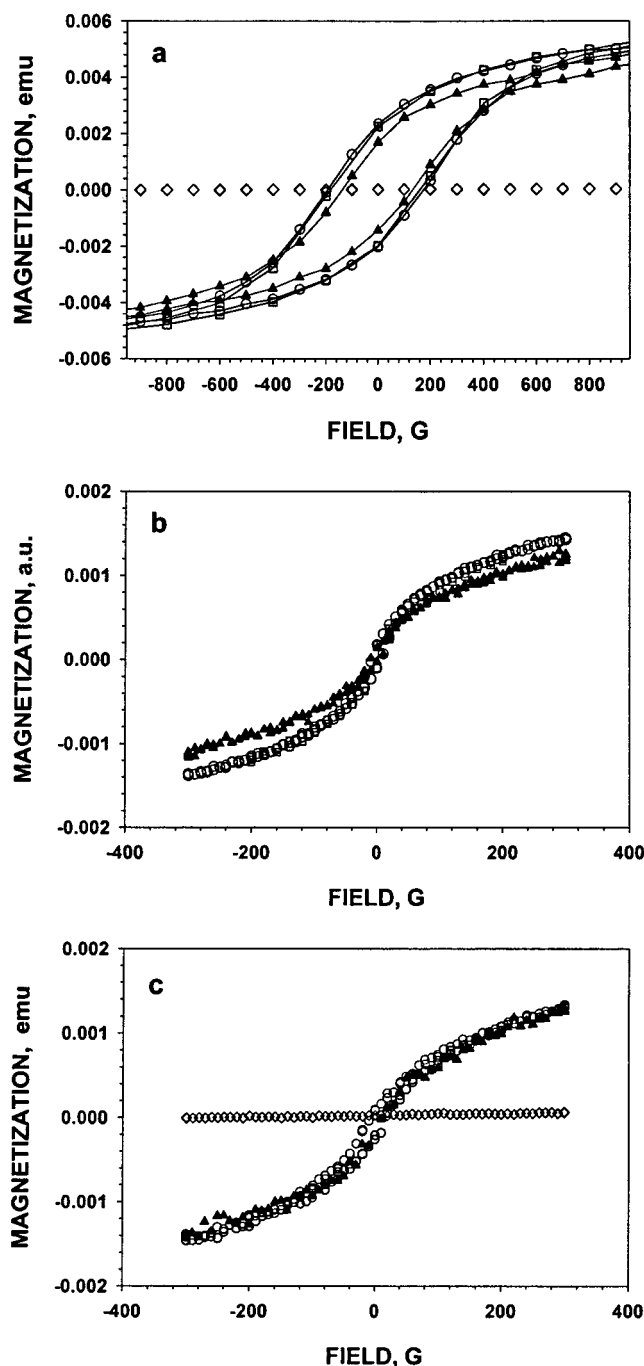 a
0.006
0.004
0.002
0.000
-0.002
-0.004
-0.006
MAGNETIZATION, emu
-800 -600 -400 -200 0 200 400 600 800
FIELD, G
b
0.002
0.001
0.000
-0.001
-0.002
MAGNETIZATION, a.u.
-400 -200 0 200 400
FIELD, G
c
0.002
0.001
0.000
-0.001
-0.002
MAGNETIZATION, emu
-400 -200 0 200 400
FIELD, G